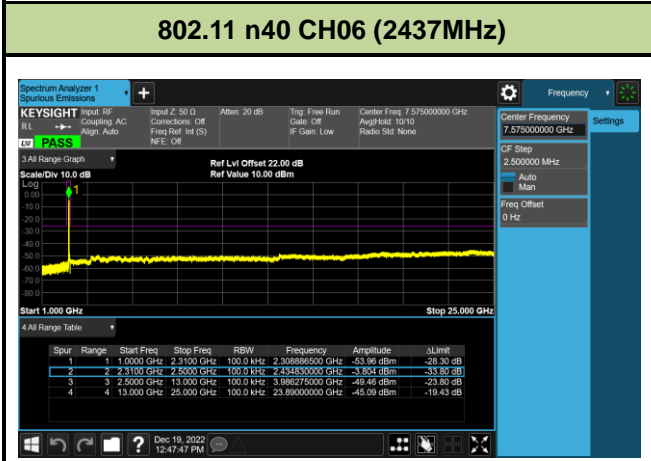 802.11 n40 CH06 (2437MHz)
Spectrum Analyzer 1
Spurious Emissions
Frequency
KEYSIGHT Input: RF Input Z: 50 Ω Atten: 20 dB Trig: Free Run Center Freq: 7.575000000 GHz
R L Coupling: AC Corrections: Off Gate: Off Avg|Hold: 10/10
Align: Auto Freq Ref: Int (S) IF Gain: Low Radio Std: None
LXI PASS NFE: Off
Center Frequency
7.575000000 GHz
Settings
CF Step
2.500000 MHz
Auto
Man
Freq Offset
0 Hz
3 All Range Graph
Ref Lvl Offset 22.00 dB
Scale/Div 10.0 dB Ref Value 10.00 dBm
Log
1
0.00
-10.0
-20.0
-30.0
-40.0
-50.0
-60.0
-70.0
-80.0
Start 1.000 GHz Stop 25.000 GHz
4 All Range Table
Spur Range Start Freq Stop Freq RBW Frequency Amplitude ΔLimit
1 1 1.0000 GHz 2.3100 GHz 100.0 kHz 2.308886500 GHz -53.96 dBm -28.30 dB
2 2 2.3100 GHz 2.5000 GHz 100.0 kHz 2.434830000 GHz -3.804 dBm -33.80 dB
3 3 2.5000 GHz 13.000 GHz 100.0 kHz 3.986275000 GHz -49.46 dBm -23.80 dB
4 4 13.000 GHz 25.000 GHz 100.0 kHz 23.89000000 GHz -45.09 dBm -19.43 dB
Dec 19, 2022
12:47:47 PM